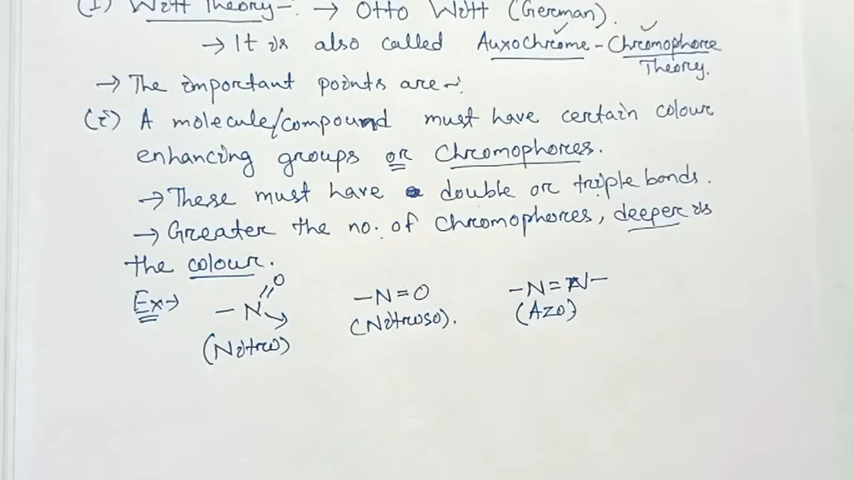 (1) Witt Theory - → Otto Witt (German).
→ It is also called Auxochrome - Chromophore Theory.
→ The important points are -:
(i) A molecule/compound must have certain colour
enhancing groups or Chromophores.
→ These must have double or triple bonds.
→ Greater the no. of chromophores, deeper is
the colour.
Ex→ -N=O -N=O -N=N-
(Nitro) (Nitroso). (Azo)